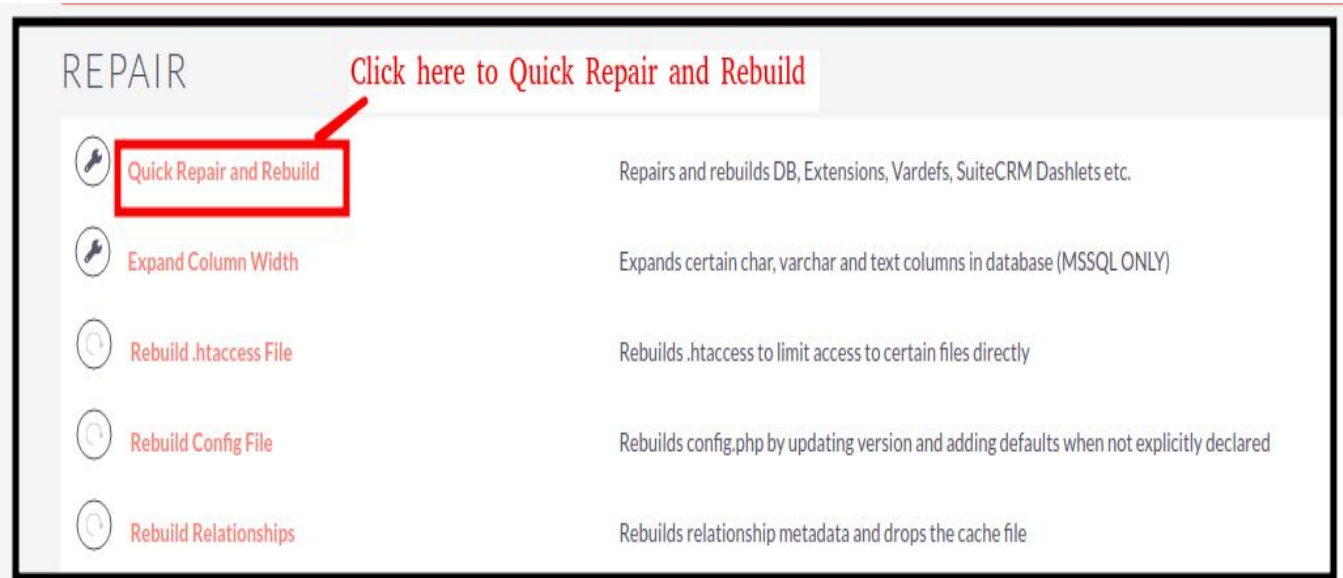 REPAIR
Click here to Quick Repair and Rebuild
Quick Repair and Rebuild
Repairs and rebuilds DB, Extensions, Vardefs, SuiteCRM Dashlets etc.
Expand Column Width
Expands certain char, varchar and text columns in database (MSSQL ONLY)
Rebuild .htaccess File
Rebuilds .htaccess to limit access to certain files directly
Rebuild Config File
Rebuilds config.php by updating version and adding defaults when not explicitly declared
Rebuild Relationships
Rebuilds relationship metadata and drops the cache file